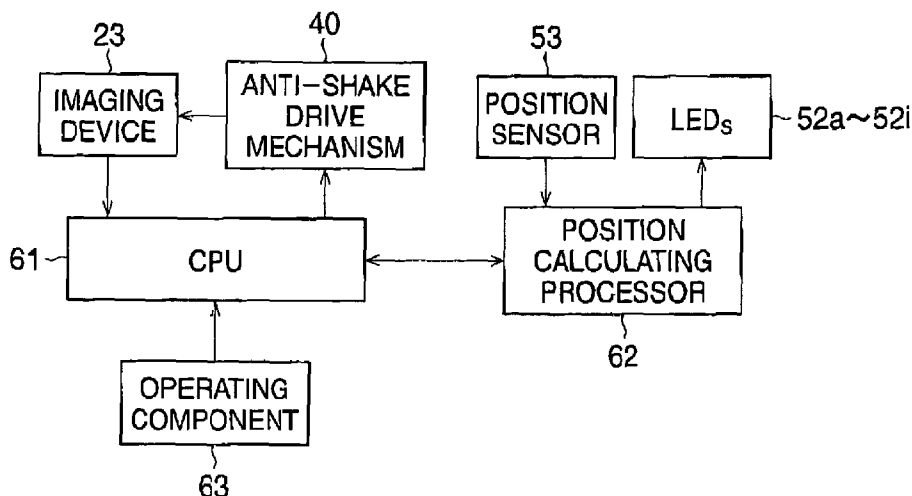 23
40
53
IMAGING
DEVICE
ANTI-SHAKE
DRIVE
MECHANISM
POSITION
SENSOR
LEDs
52a~52i
61
CPU
POSITION
CALCULATING
PROCESSOR
62
OPERATING
COMPONENT
63